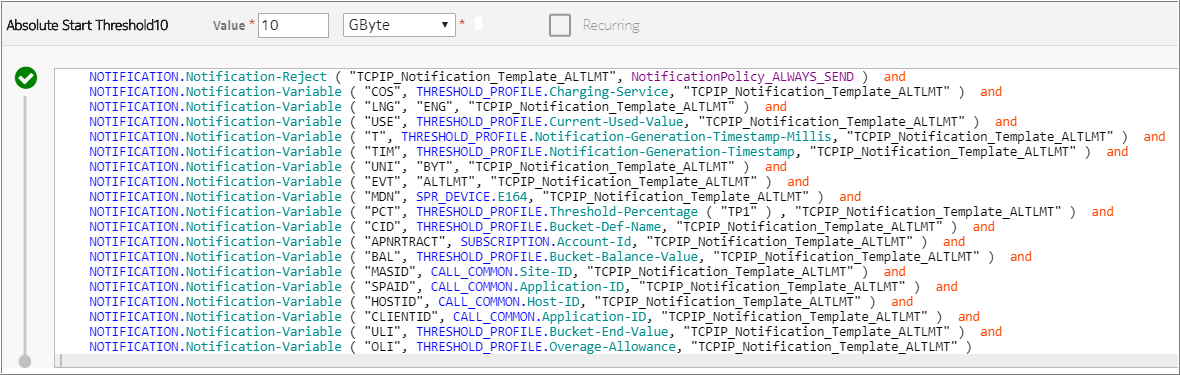 Absolute Start Threshold10 Value * 10 GByte * Recurring
NOTIFICATION.Notification-Reject ( "TCPIP_Notification_Template_ALTLMT", NotificationPolicy_ALWAYS_SEND ) and
NOTIFICATION.Notification-Variable ( "COS", THRESHOLD_PROFILE.Charging-Service, "TCPIP_Notification_Template_ALTLMT" ) and
NOTIFICATION.Notification-Variable ( "LNG", "ENG", "TCPIP_Notification_Template_ALTLMT" ) and
NOTIFICATION.Notification-Variable ( "USE", THRESHOLD_PROFILE.Current-Used-Value, "TCPIP_Notification_Template_ALTLMT" ) and
NOTIFICATION.Notification-Variable ( "T", THRESHOLD_PROFILE.Notification-Generation-Timestamp-Millis, "TCPIP_Notification_Template_ALTLMT" ) and
NOTIFICATION.Notification-Variable ( "TIM", THRESHOLD_PROFILE.Notification-Generation-Timestamp, "TCPIP_Notification_Template_ALTLMT" ) and
NOTIFICATION.Notification-Variable ( "UNI", "BYT", "TCPIP_Notification_Template_ALTLMT" ) and
NOTIFICATION.Notification-Variable ( "EVT", "ALTLMT", "TCPIP_Notification_Template_ALTLMT" ) and
NOTIFICATION.Notification-Variable ( "MDN", SPR_DEVICE.E164, "TCPIP_Notification_Template_ALTLMT" ) and
NOTIFICATION.Notification-Variable ( "PCT", THRESHOLD_PROFILE.Threshold-Percentage ( "TP1" ) , "TCPIP_Notification_Template_ALTLMT" ) and
NOTIFICATION.Notification-Variable ( "CID", THRESHOLD_PROFILE.Bucket-Def-Name, "TCPIP_Notification_Template_ALTLMT" ) and
NOTIFICATION.Notification-Variable ( "APNRTRACT", SUBSCRIPTION.Account-Id, "TCPIP_Notification_Template_ALTLMT" ) and
NOTIFICATION.Notification-Variable ( "BAL", THRESHOLD_PROFILE.Bucket-Balance-Value, "TCPIP_Notification_Template_ALTLMT" ) and
NOTIFICATION.Notification-Variable ( "MASID", CALL_COMMON.Site-ID, "TCPIP_Notification_Template_ALTLMT" ) and
NOTIFICATION.Notification-Variable ( "SPAID", CALL_COMMON.Application-ID, "TCPIP_Notification_Template_ALTLMT" ) and
NOTIFICATION.Notification-Variable ( "HOSTID", CALL_COMMON.Host-ID, "TCPIP_Notification_Template_ALTLMT" ) and
NOTIFICATION.Notification-Variable ( "CLIENTID", CALL_COMMON.Application-ID, "TCPIP_Notification_Template_ALTLMT" ) and
NOTIFICATION.Notification-Variable ( "ULI", THRESHOLD_PROFILE.Bucket-End-Value, "TCPIP_Notification_Template_ALTLMT" ) and
NOTIFICATION.Notification-Variable ( "OLI", THRESHOLD_PROFILE.Overage-Allowance, "TCPIP_Notification_Template_ALTLMT" )